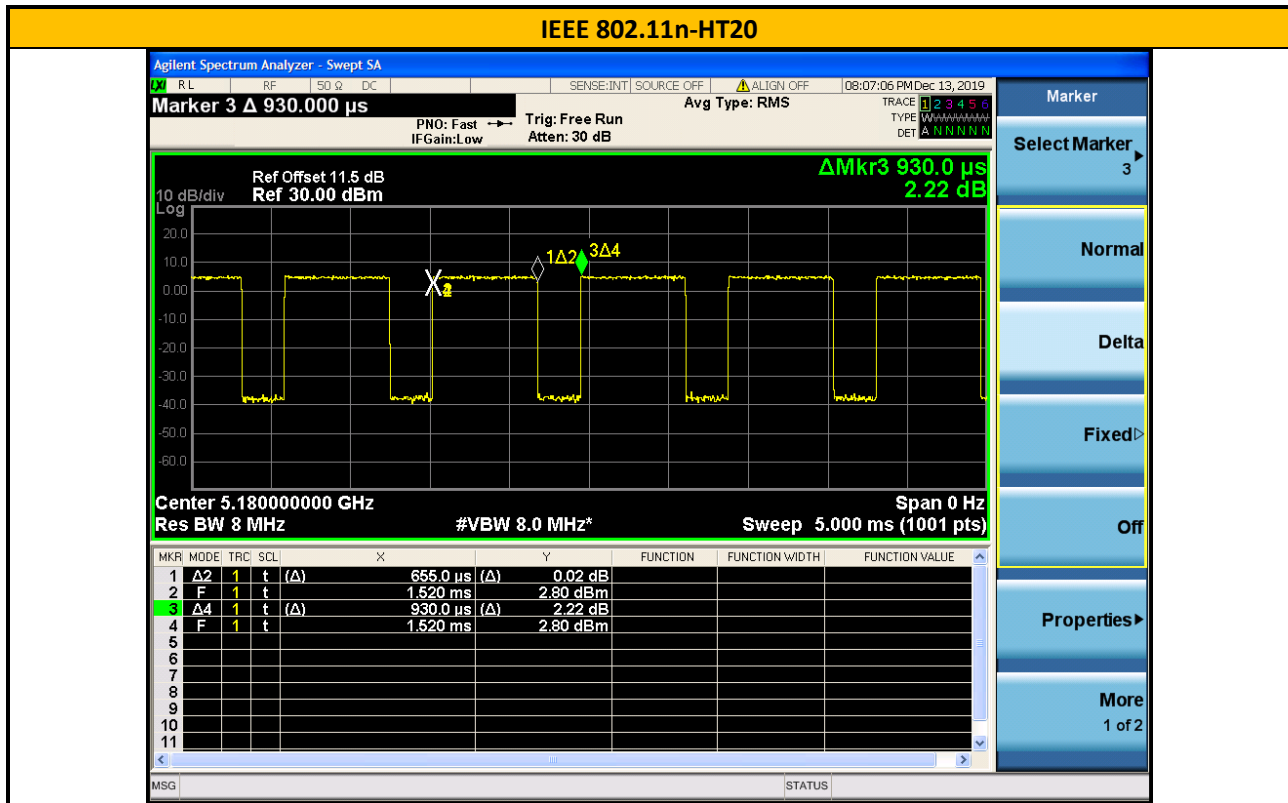 IEEE 802.11n-HT20
Agilent Spectrum Analyzer - Swept SA
LXI RL RF 50 Ω DC SENSE:INT SOURCE OFF ALIGN OFF 08:07:06 PM Dec 13, 2019
Marker 3 Δ 930.000 µs
PNO: Fast
IFGain:Low
Trig: Free Run
Atten: 30 dB
Avg Type: RMS
TRACE 1 2 3 4 5 6
TYPE
DET A N N N N N
ΔMkr3 930.0 µs
2.22 dB
Ref Offset 11.5 dB
10 dB/div Ref 30.00 dBm
Log
20.0
10.0
0.00
-10.0
-20.0
-30.0
-40.0
-50.0
-60.0
1Δ2
3Δ4
Center 5.180000000 GHz Span 0 Hz
Res BW 8 MHz #VBW 8.0 MHz* Sweep 5.000 ms (1001 pts)
MKR MODE TRC SCL X Y FUNCTION FUNCTION WIDTH FUNCTION VALUE
1 Δ2 1 t (Δ) 655.0 µs (Δ) 0.02 dB
2 F 1 t 1.520 ms 2.80 dBm
3 Δ4 1 t (Δ) 930.0 µs (Δ) 2.22 dB
4 F 1 t 1.520 ms 2.80 dBm
5
6
7
8
9
10
11
MSG STATUS
Marker
Select Marker
3
Normal
Delta
Fixed
Off
Properties
More
1 of 2